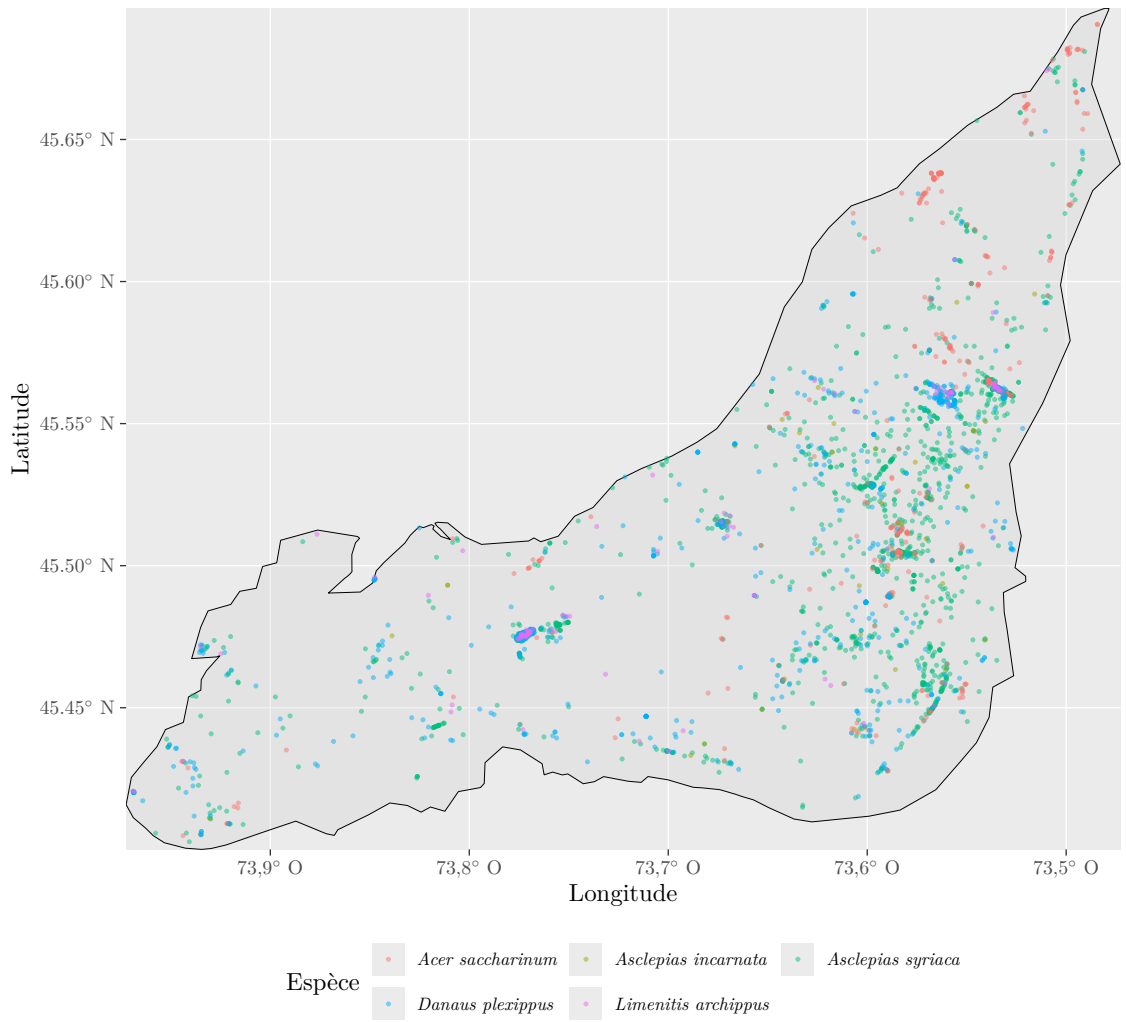 45.65° N
45.60° N
45.55° N
45.50° N
45.45° N
Latitude
73,9° O 73,8° O 73,7° O 73,6° O 73,5° O
Longitude
Espèce
Acer saccharinum Asclepias incarnata Asclepias syriaca
Danaus plexippus Limenitis archippus